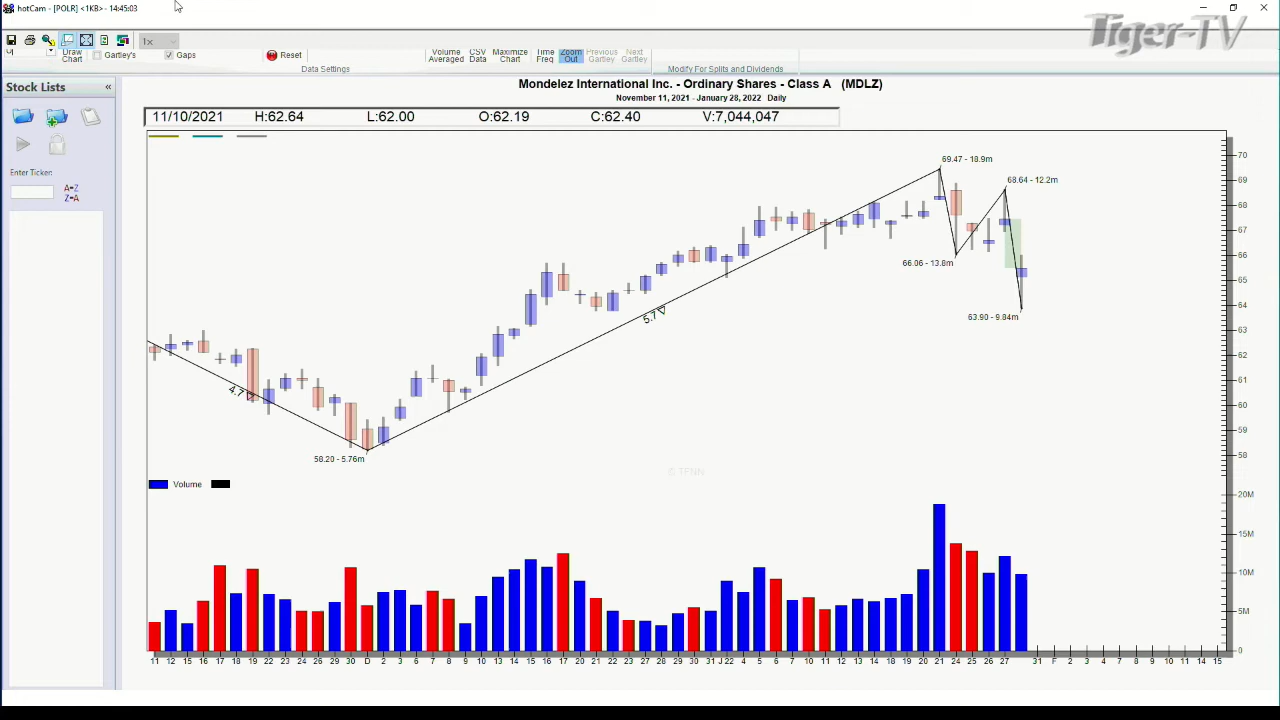 hotCam - [POLR] <1KB> - 14:45:03
Tiger-TV
1x
Draw Chart
Gartley's
Gaps
Reset
Data Settings
Volume Averaged
CSV Data
Maximize Chart
Time Freq
Zoom Out
Previous Gartley
Next Gartley
Modify For Splits and Dividends
Stock Lists «
Enter Ticker:
A=Z
Z=A
Mondelez International Inc. - Ordinary Shares - Class A (MDLZ)
November 11, 2021 - January 28, 2022 Daily
11/10/2021 H:62.64 L:62.00 O:62.19 C:62.40 V:7,044,047
69.47 - 18.9m
68.64 - 12.2m
66.06 - 13.8m
63.90 - 9.84m
5.7
4.7
58.20 - 5.76m
© TFNN
70
69
68
67
66
65
64
63
62
61
60
59
58
Volume
20M
15M
10M
5M
0
11 12 15 16 17 18 19 22 23 24 26 29 D 3 6 7 8 10 13 14 15 16 17 20 21 22 23 27 28 29 30 31 J 22 4 5 6 7 10 11 12 13 14 18 19 20 21 24 25 26 27 31 F 2 3 4 7 8 9 10 11 14 15